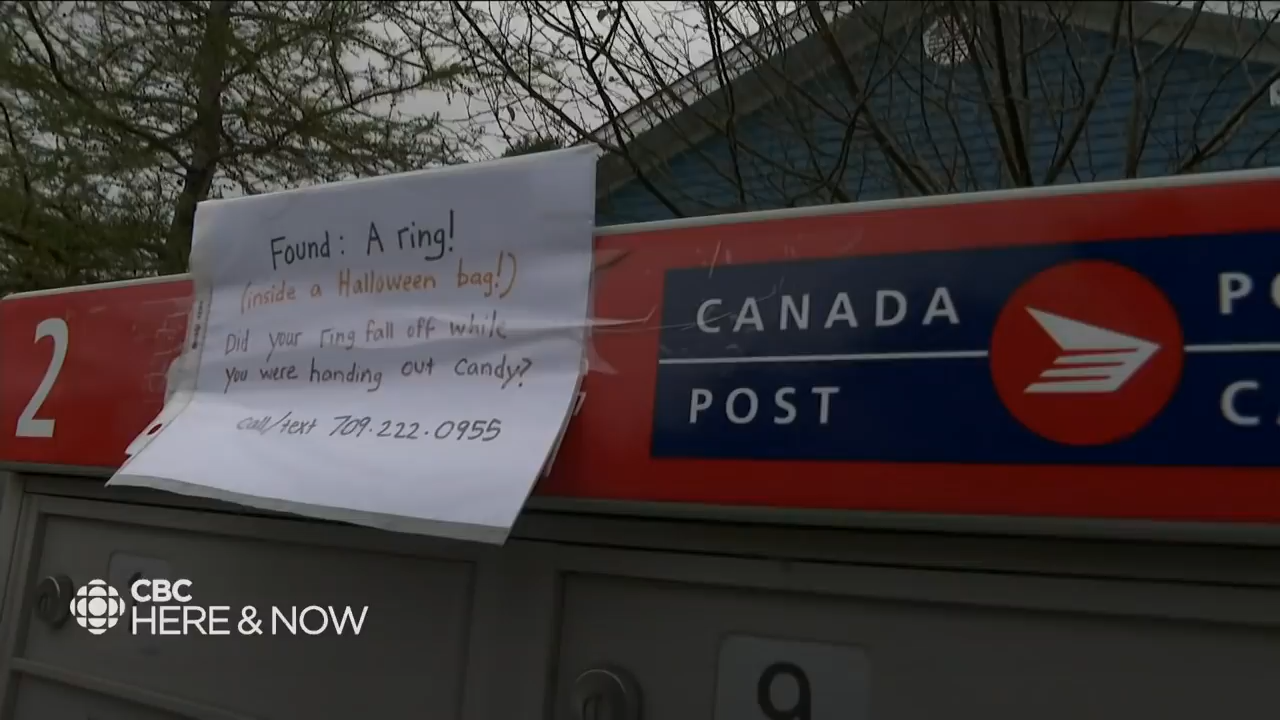 Found: A ring!
(inside a Halloween bag!)
Did your ring fall off while
you were handing out candy?
call/text 709.222.0955
2
CANADA
POST
PO
C
9
CBC
HERE & NOW